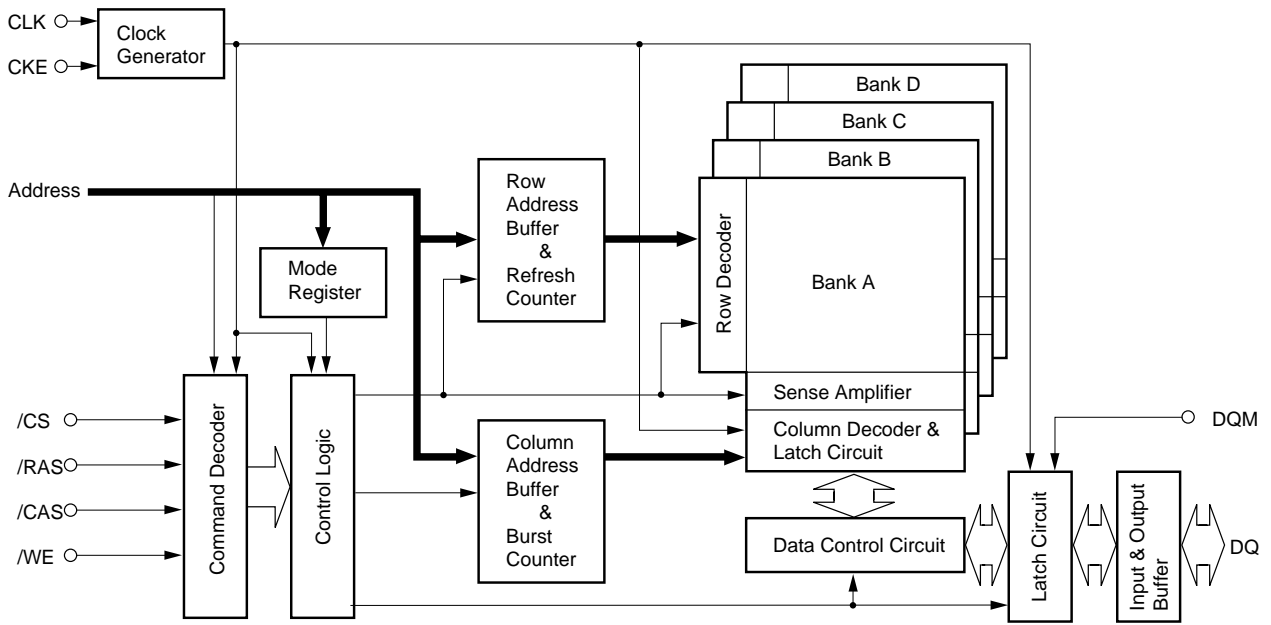 CLK
CKE
Clock
Generator
Bank D
Bank C
Bank B
Address
Row
Address
Buffer
&
Refresh
Counter
Row Decoder
Bank A
Mode
Register
Sense Amplifier
Column Decoder &
Latch Circuit
/CS
/RAS
/CAS
/WE
Command Decoder
Control Logic
Column
Address
Buffer
&
Burst
Counter
Data Control Circuit
DQM
Latch Circuit
Input & Output
Buffer
DQ